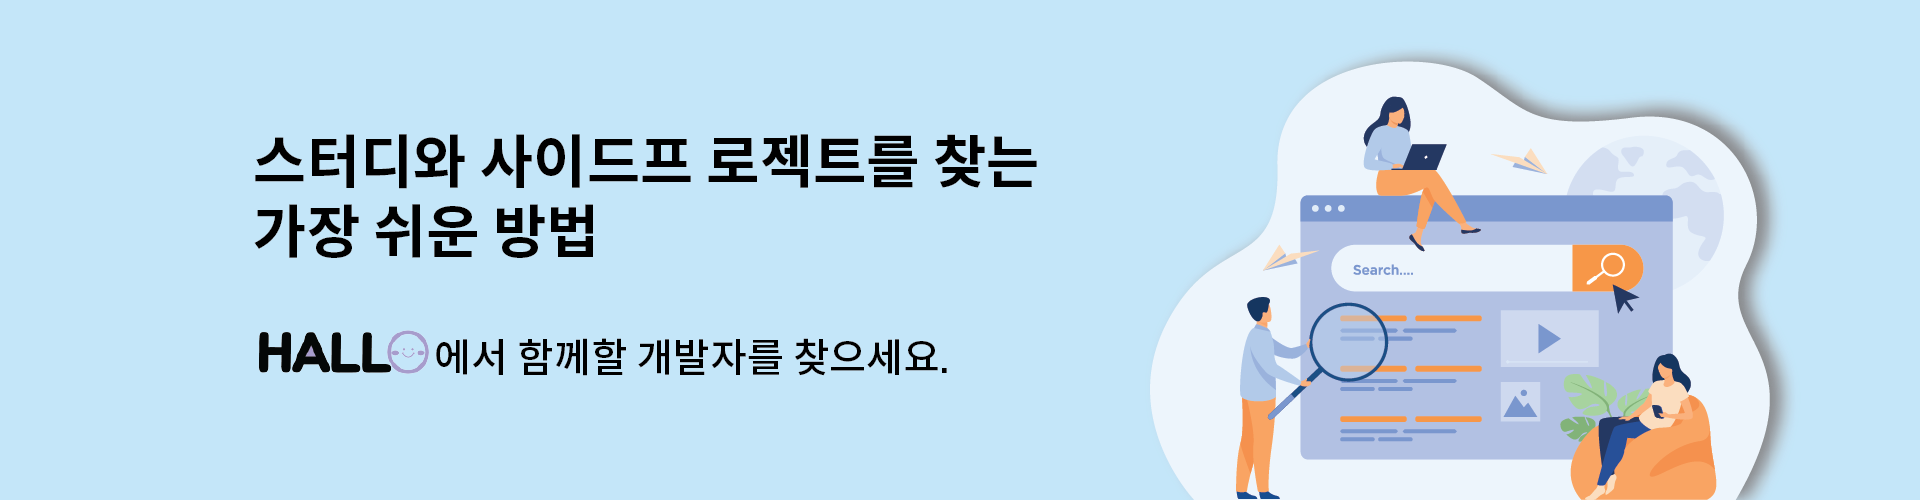 스터디와 사이드프 로젝트를 찾는
가장 쉬운 방법
HALLO에서 함께할 개발자를 찾으세요.
Search....